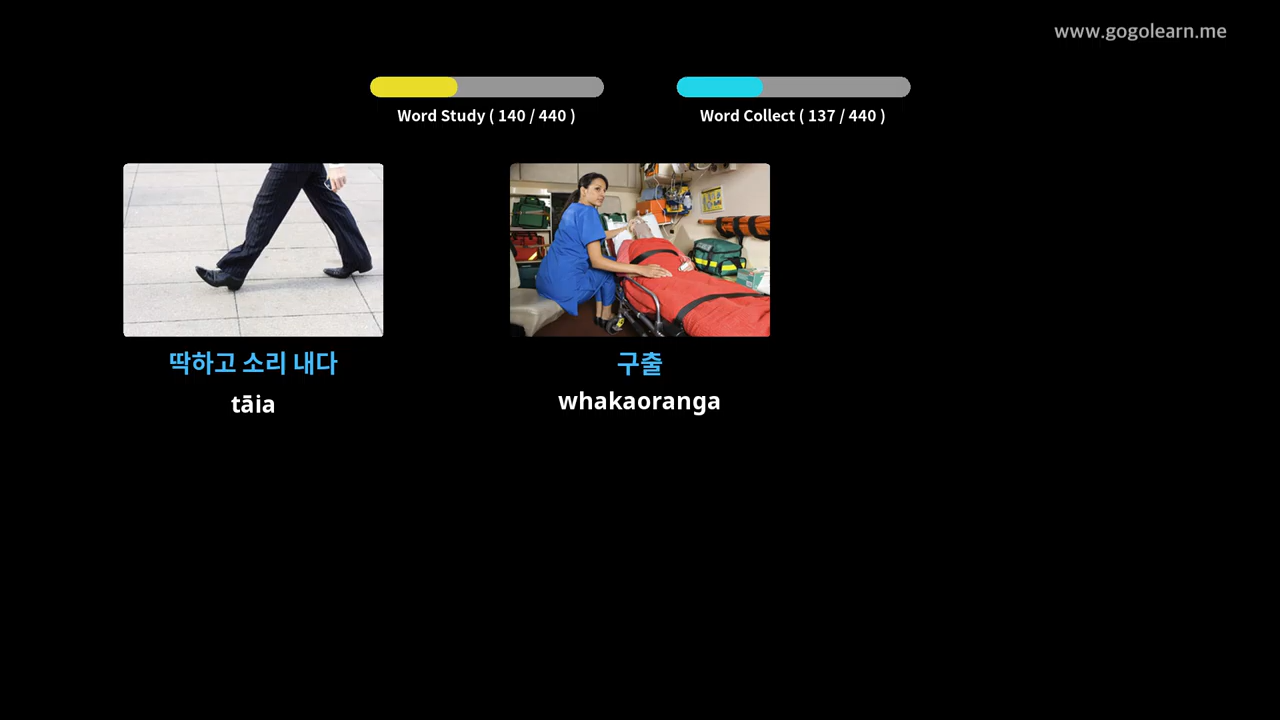 www.gogolearn.me
Word Study ( 140 / 440 )
Word Collect ( 137 / 440 )
딱하고 소리 내다
tāia
구출
whakaoranga